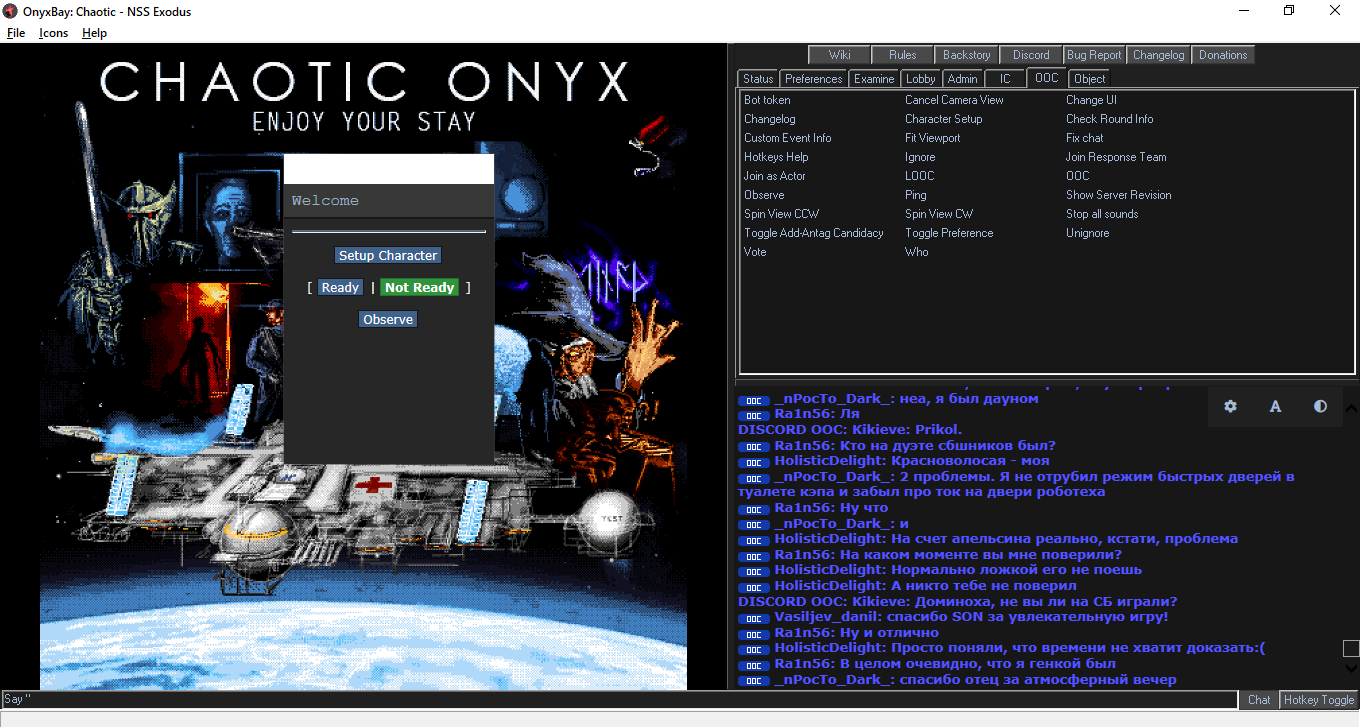 OnyxBay: Chaotic - NSS Exodus
File Icons Help
CHAOTIC ONYX
ENJOY YOUR STAY
Welcome
Setup Character
[ Ready | Not Ready ]
Observe
Wiki Rules Backstory Discord Bug Report Changelog Donations
Status Preferences Examine Lobby Admin IC OOC Object
Bot token Cancel Camera View Change UI
Changelog Character Setup Check Round Info
Custom Event Info Fit Viewport Fix chat
Hotkeys Help Ignore Join Response Team
Join as Actor LOOC OOC
Observe Ping Show Server Revision
Spin View CCW Spin View CW Stop all sounds
Toggle Add-Antag Candidacy Toggle Preference Unignore
Vote Who
A
OOC _nPocTo_Dark_: неа, я был дауном
OOC Ra1n56: Ля
DISCORD OOC: Kikieve: Prikol.
OOC Ra1n56: Кто на дуэте сбшников был?
OOC HolisticDelight: Красноволосая - моя
OOC _nPocTo_Dark_: 2 проблемы. Я не отрубил режим быстрых дверей в
туалете кэпа и забыл про ток на двери роботеха
OOC Ra1n56: Ну что
OOC _nPocTo_Dark_: и
OOC HolisticDelight: На счет апельсина реально, кстати, проблема
OOC Ra1n56: На каком моменте вы мне поверили?
OOC HolisticDelight: Нормально ложкой его не поешь
OOC HolisticDelight: А никто тебе не поверил
DISCORD OOC: Kikieve: Доминоха, не вы ли на СБ играли?
OOC Vasiljev_danil: спасибо SON за увлекательную игру!
OOC Ra1n56: Ну и отлично
OOC HolisticDelight: Просто поняли, что времени не хватит доказать:(
OOC Ra1n56: В целом очевидно, что я генкой был
OOC _nPocTo_Dark_: спасибо отец за атмосферный вечер
Say "
Chat Hotkey Toggle